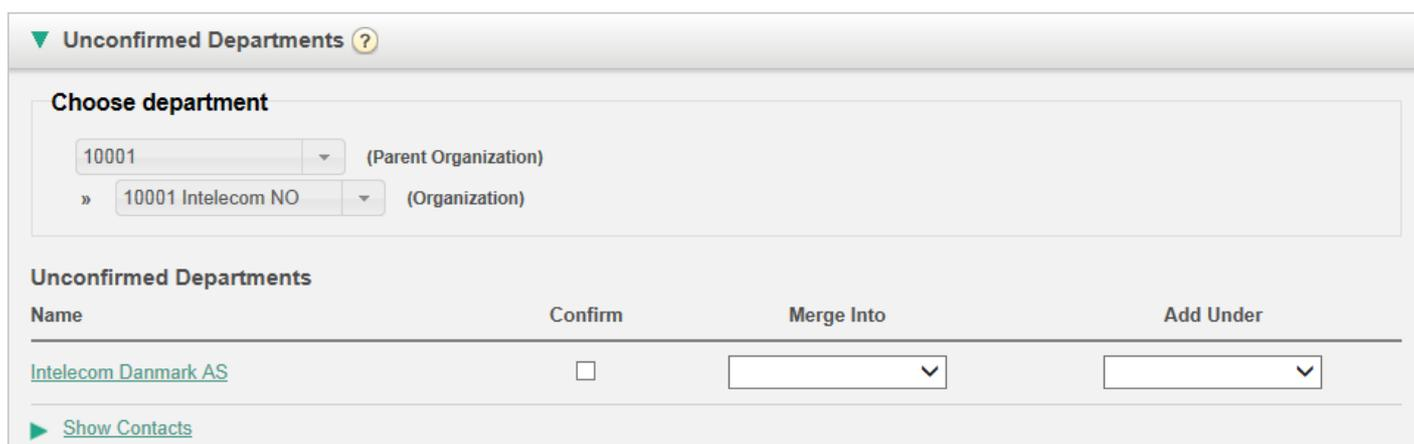 Unconfirmed Departments ?
Choose department
10001 (Parent Organization)
» 10001 Intelecom NO (Organization)
Unconfirmed Departments
Name Confirm Merge Into Add Under
Intelecom Danmark AS
Show Contacts